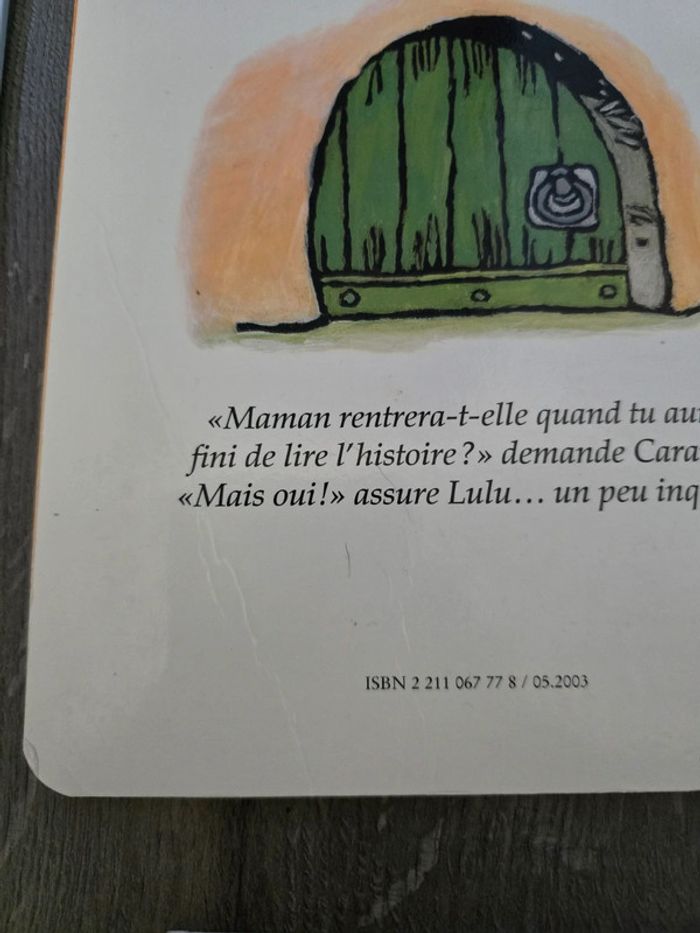 «Maman rentrera-t-elle quand tu
fini de lire l'histoire?» demande
«Mais oui!» assure Lulu... un peu
ISBN 2 211 067 77 8 / 05.2003